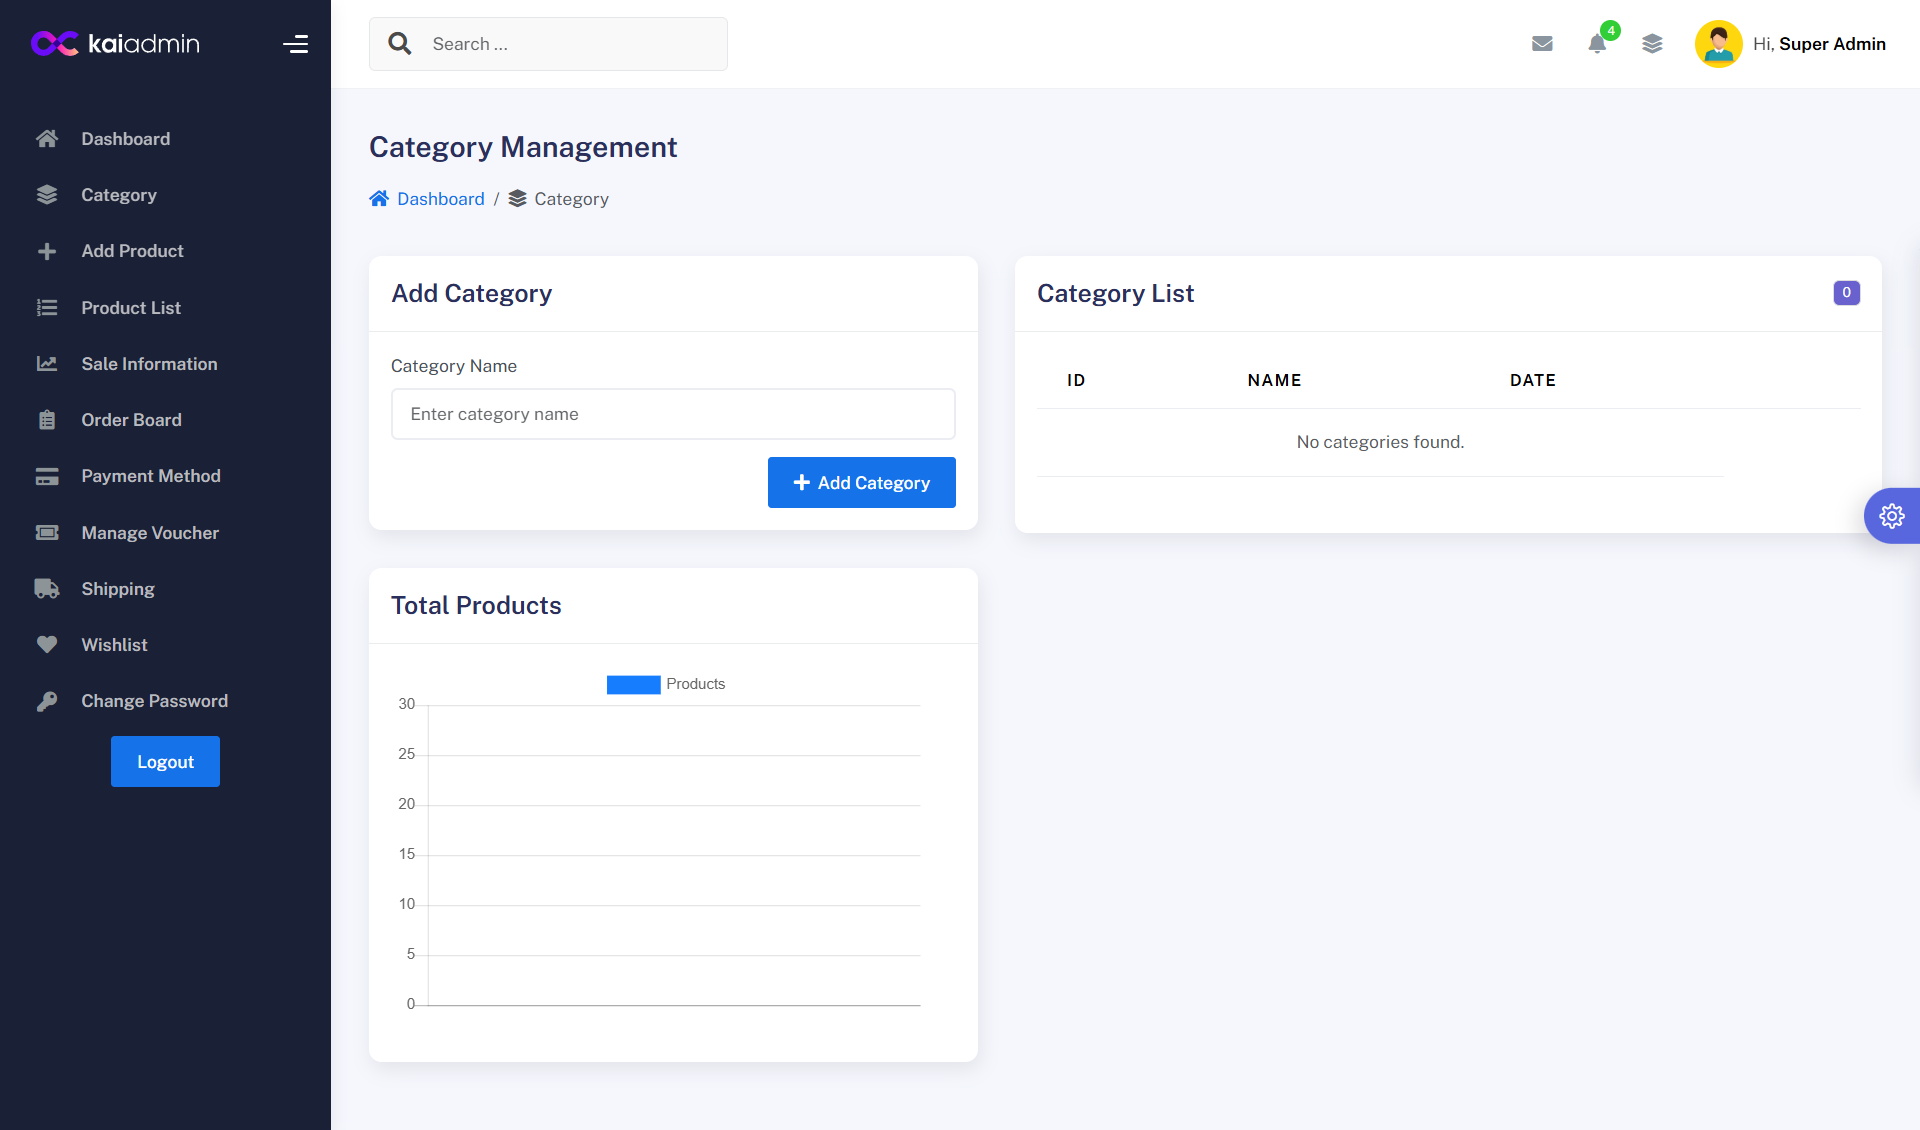 kaiadmin
Search ...
4
Hi, Super Admin
Dashboard
Category
Add Product
Product List
Sale Information
Order Board
Payment Method
Manage Voucher
Shipping
Wishlist
Change Password
Logout
Category Management
Dashboard / Category
Add Category
Category Name
Enter category name
Add Category
Category List
0
ID NAME DATE
No categories found.
Total Products
Products
30
25
20
15
10
5
0